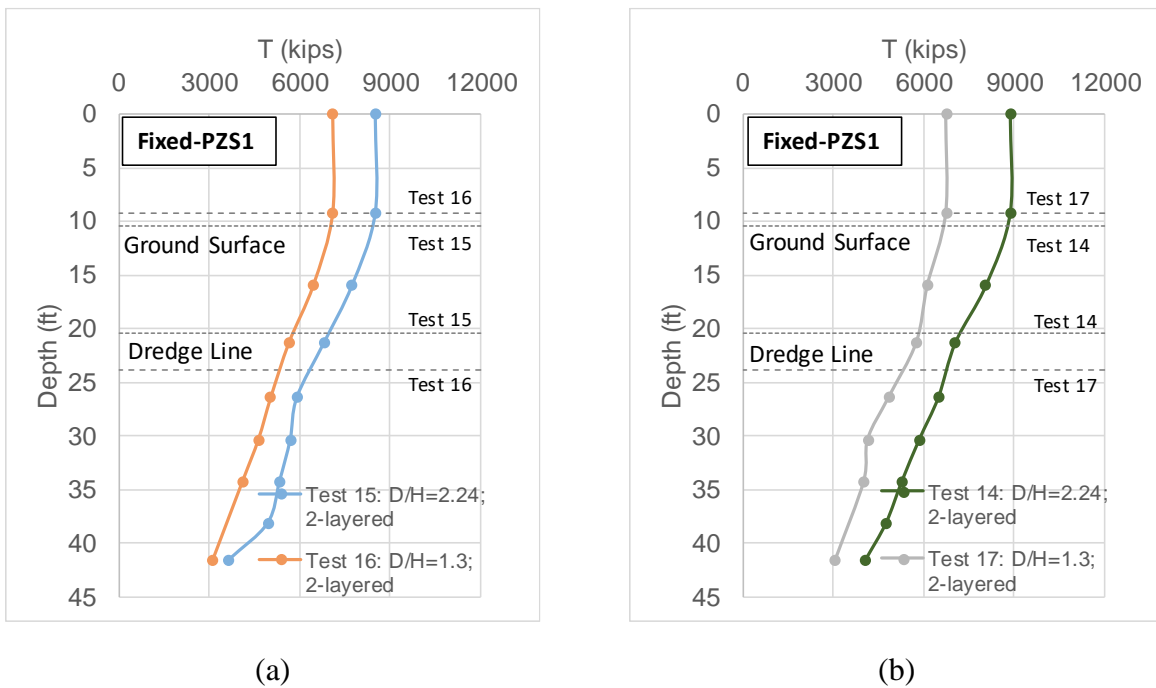 T (kips)
0 3000 6000 9000 12000
0
5
10
15
20
25
30
35
40
45
Depth (ft)
Fixed-PZS1
Test 16
Ground Surface
Test 15
Test 15
Dredge Line
Test 16
Test 15: D/H=2.24;
2-layered
Test 16: D/H=1.3;
2-layered
(a)
T (kips)
0 3000 6000 9000 12000
0
5
10
15
20
25
30
35
40
45
Depth (ft)
Fixed-PZS1
Test 17
Ground Surface
Test 14
Test 14
Dredge Line
Test 17
Test 14: D/H=2.24;
2-layered
Test 17: D/H=1.3;
2-layered
(b)